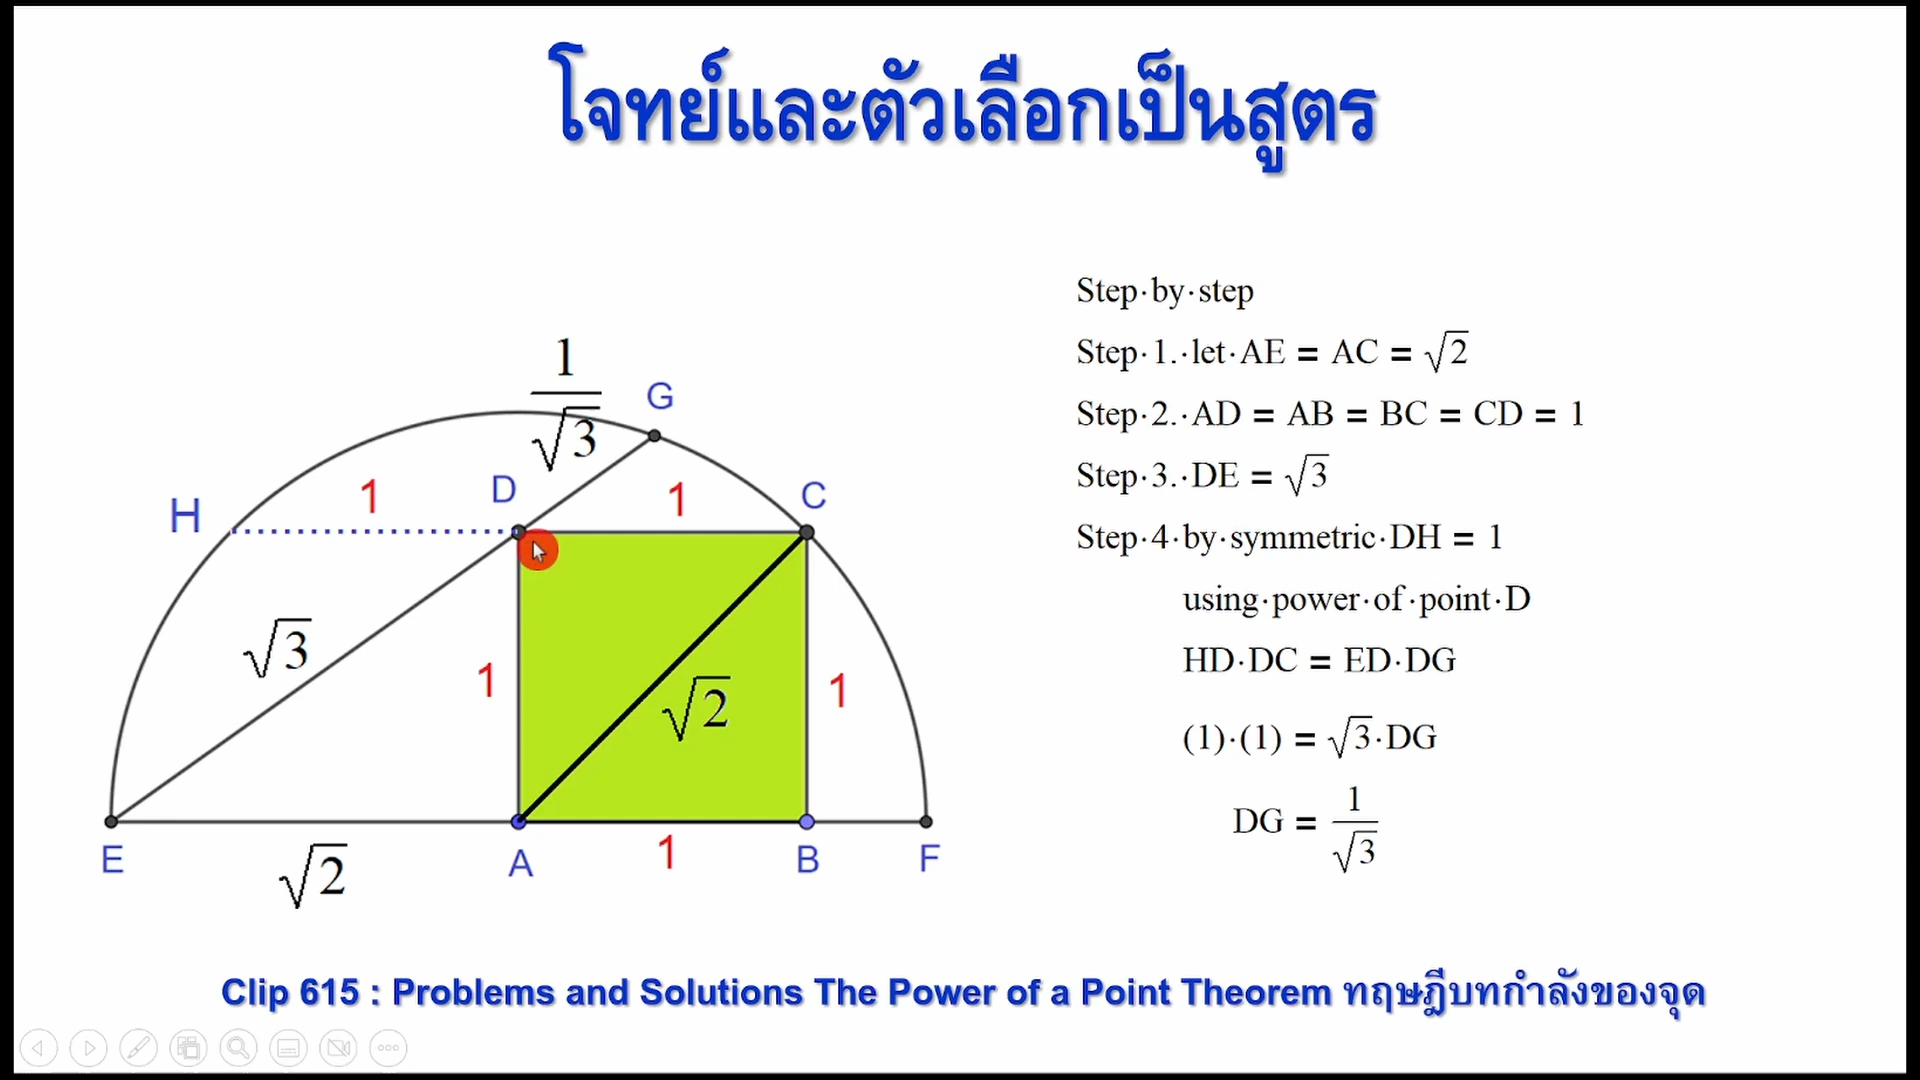 โจทย์และตัวเลือกเป็นสูตร
Step·by·step
Step·1.·let·AE = AC = √2
Step·2.·AD = AB = BC = CD = 1
Step·3.·DE = √3
Step·4·by·symmetric·DH = 1
using·power·of·point·D
HD·DC = ED·DG
(1)·(1) = √3·DG
DG = 1/√3
1/√3
G
H
1
D
1
C
√3
1
√2
1
E
√2
A
1
B
F
Clip 615 : Problems and Solutions The Power of a Point Theorem ทฤษฎีบทกำลังของจุด